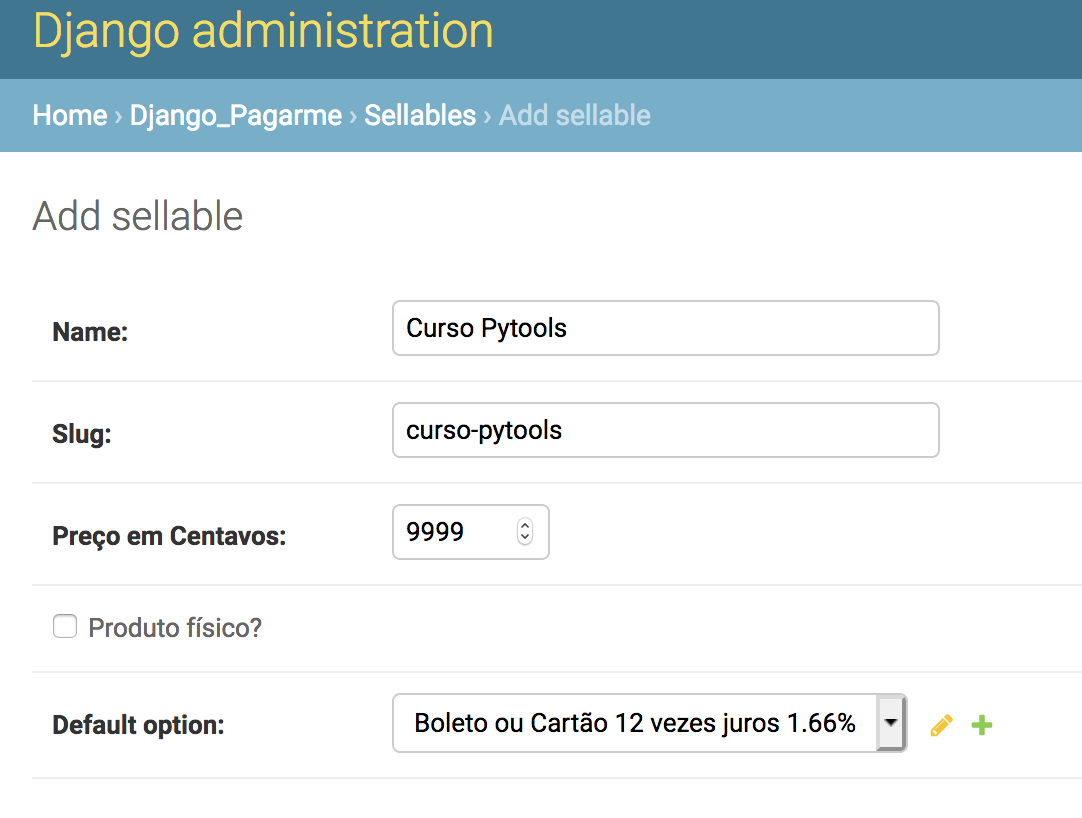 Django administration
Home › Django_Pagarme › Sellables › Add sellable
Add sellable
Name: Curso Pytools
Slug: curso-pytools
Preço em Centavos: 9999
Produto físico?
Default option: Boleto ou Cartão 12 vezes juros 1.66%